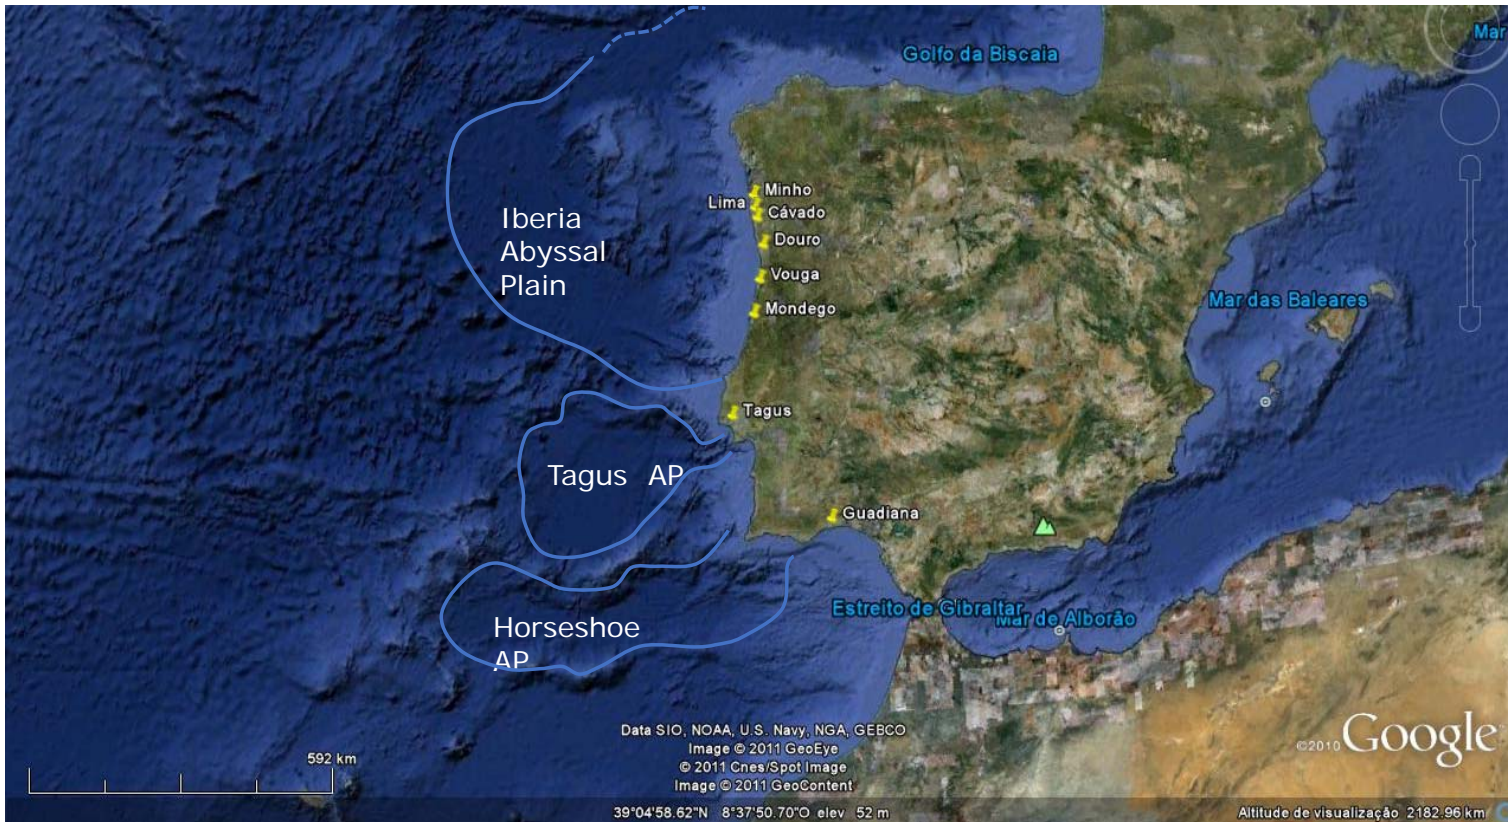 Golfo da Biscaia
Mar
Minho
Lima
Cávado
Iberia
Abyssal
Plain
Douro
Vouga
Mondego
Mar das Baleares
Tagus
Tagus AP
Guadiana
Estreito de Gibraltar
Mar de Alborão
Horseshoe
AP
Data SIO, NOAA, U.S. Navy, NGA, GEBCO
Image © 2011 GeoEye
© 2011 Cnes/Spot Image
Image © 2011 GeoContent
©2010 Google
592 km
39°04'58.62"N 8°37'50.70"O elev 52 m
Altitude de visualização 2182.96 km